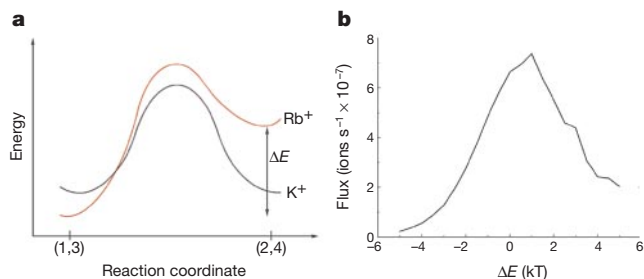 a
Energy
Rb⁺
ΔE
K⁺
(1,3)
(2,4)
Reaction coordinate
b
Flux (ions s⁻¹ × 10⁻⁷)
8
6
4
2
0
−6
−4
−2
0
2
4
6
ΔE (kT)